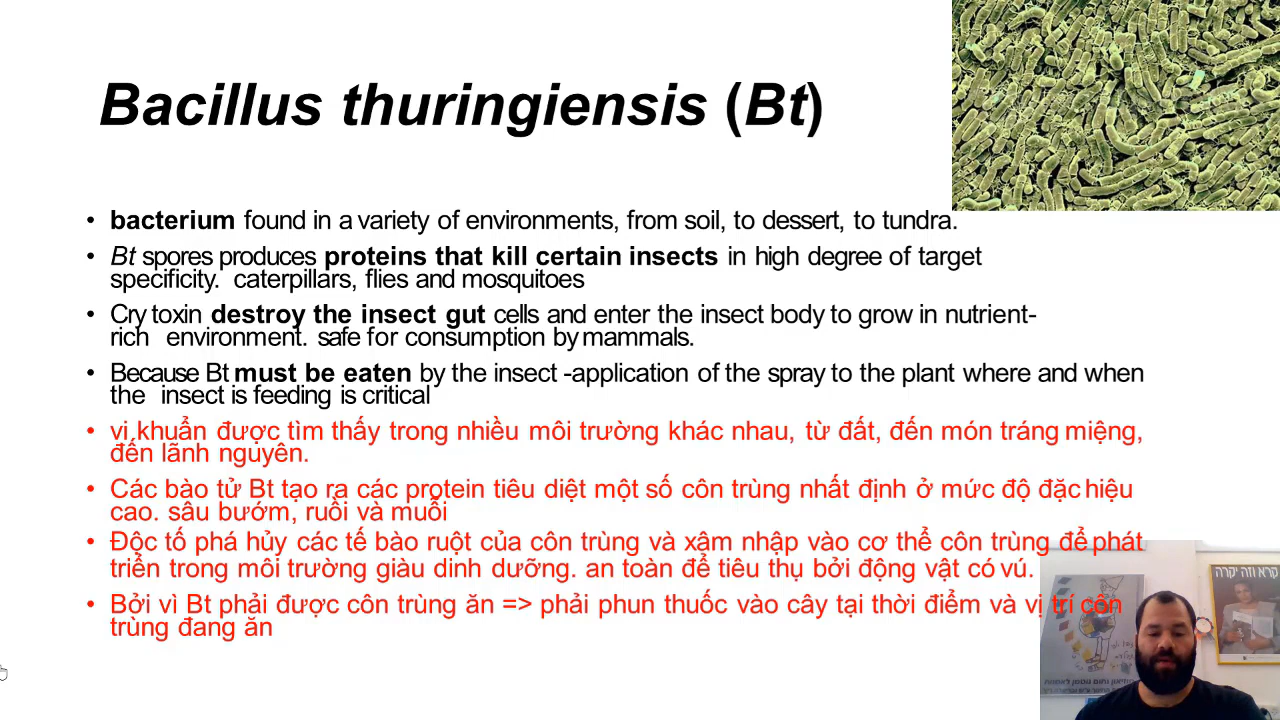 Bacillus thuringiensis (Bt)
• bacterium found in a variety of environments, from soil, to dessert, to tundra.
• Bt spores produces proteins that kill certain insects in high degree of target
specificity. caterpillars, flies and mosquitoes
• Cry toxin destroy the insect gut cells and enter the insect body to grow in nutrient-
rich environment. safe for consumption by mammals.
• Because Bt must be eaten by the insect -application of the spray to the plant where and when
the insect is feeding is critical
• vi khuẩn được tìm thấy trong nhiều môi trường khác nhau, từ đất, đến món tráng miệng,
đến lãnh nguyên.
• Các bào tử Bt tạo ra các protein tiêu diệt một số côn trùng nhất định ở mức độ đặc hiệu
cao. sâu bướm, ruồi và muỗi
• Độc tố phá hủy các tế bào ruột của côn trùng và xâm nhập vào cơ thể côn trùng để phát
triển trong môi trường giàu dinh dưỡng. an toàn để tiêu thụ bởi động vật có vú.
• Bởi vì Bt phải được côn trùng ăn => phải phun thuốc vào cây tại thời điểm và vị trí côn
trùng đang ăn
קרא וזה יקרה